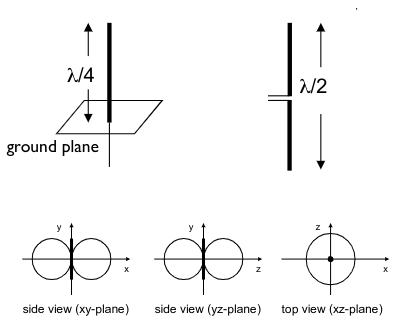 λ/4
λ/2
ground plane
y
x
y
z
z
x
side view (xy-plane)
side view (yz-plane)
top view (xz-plane)